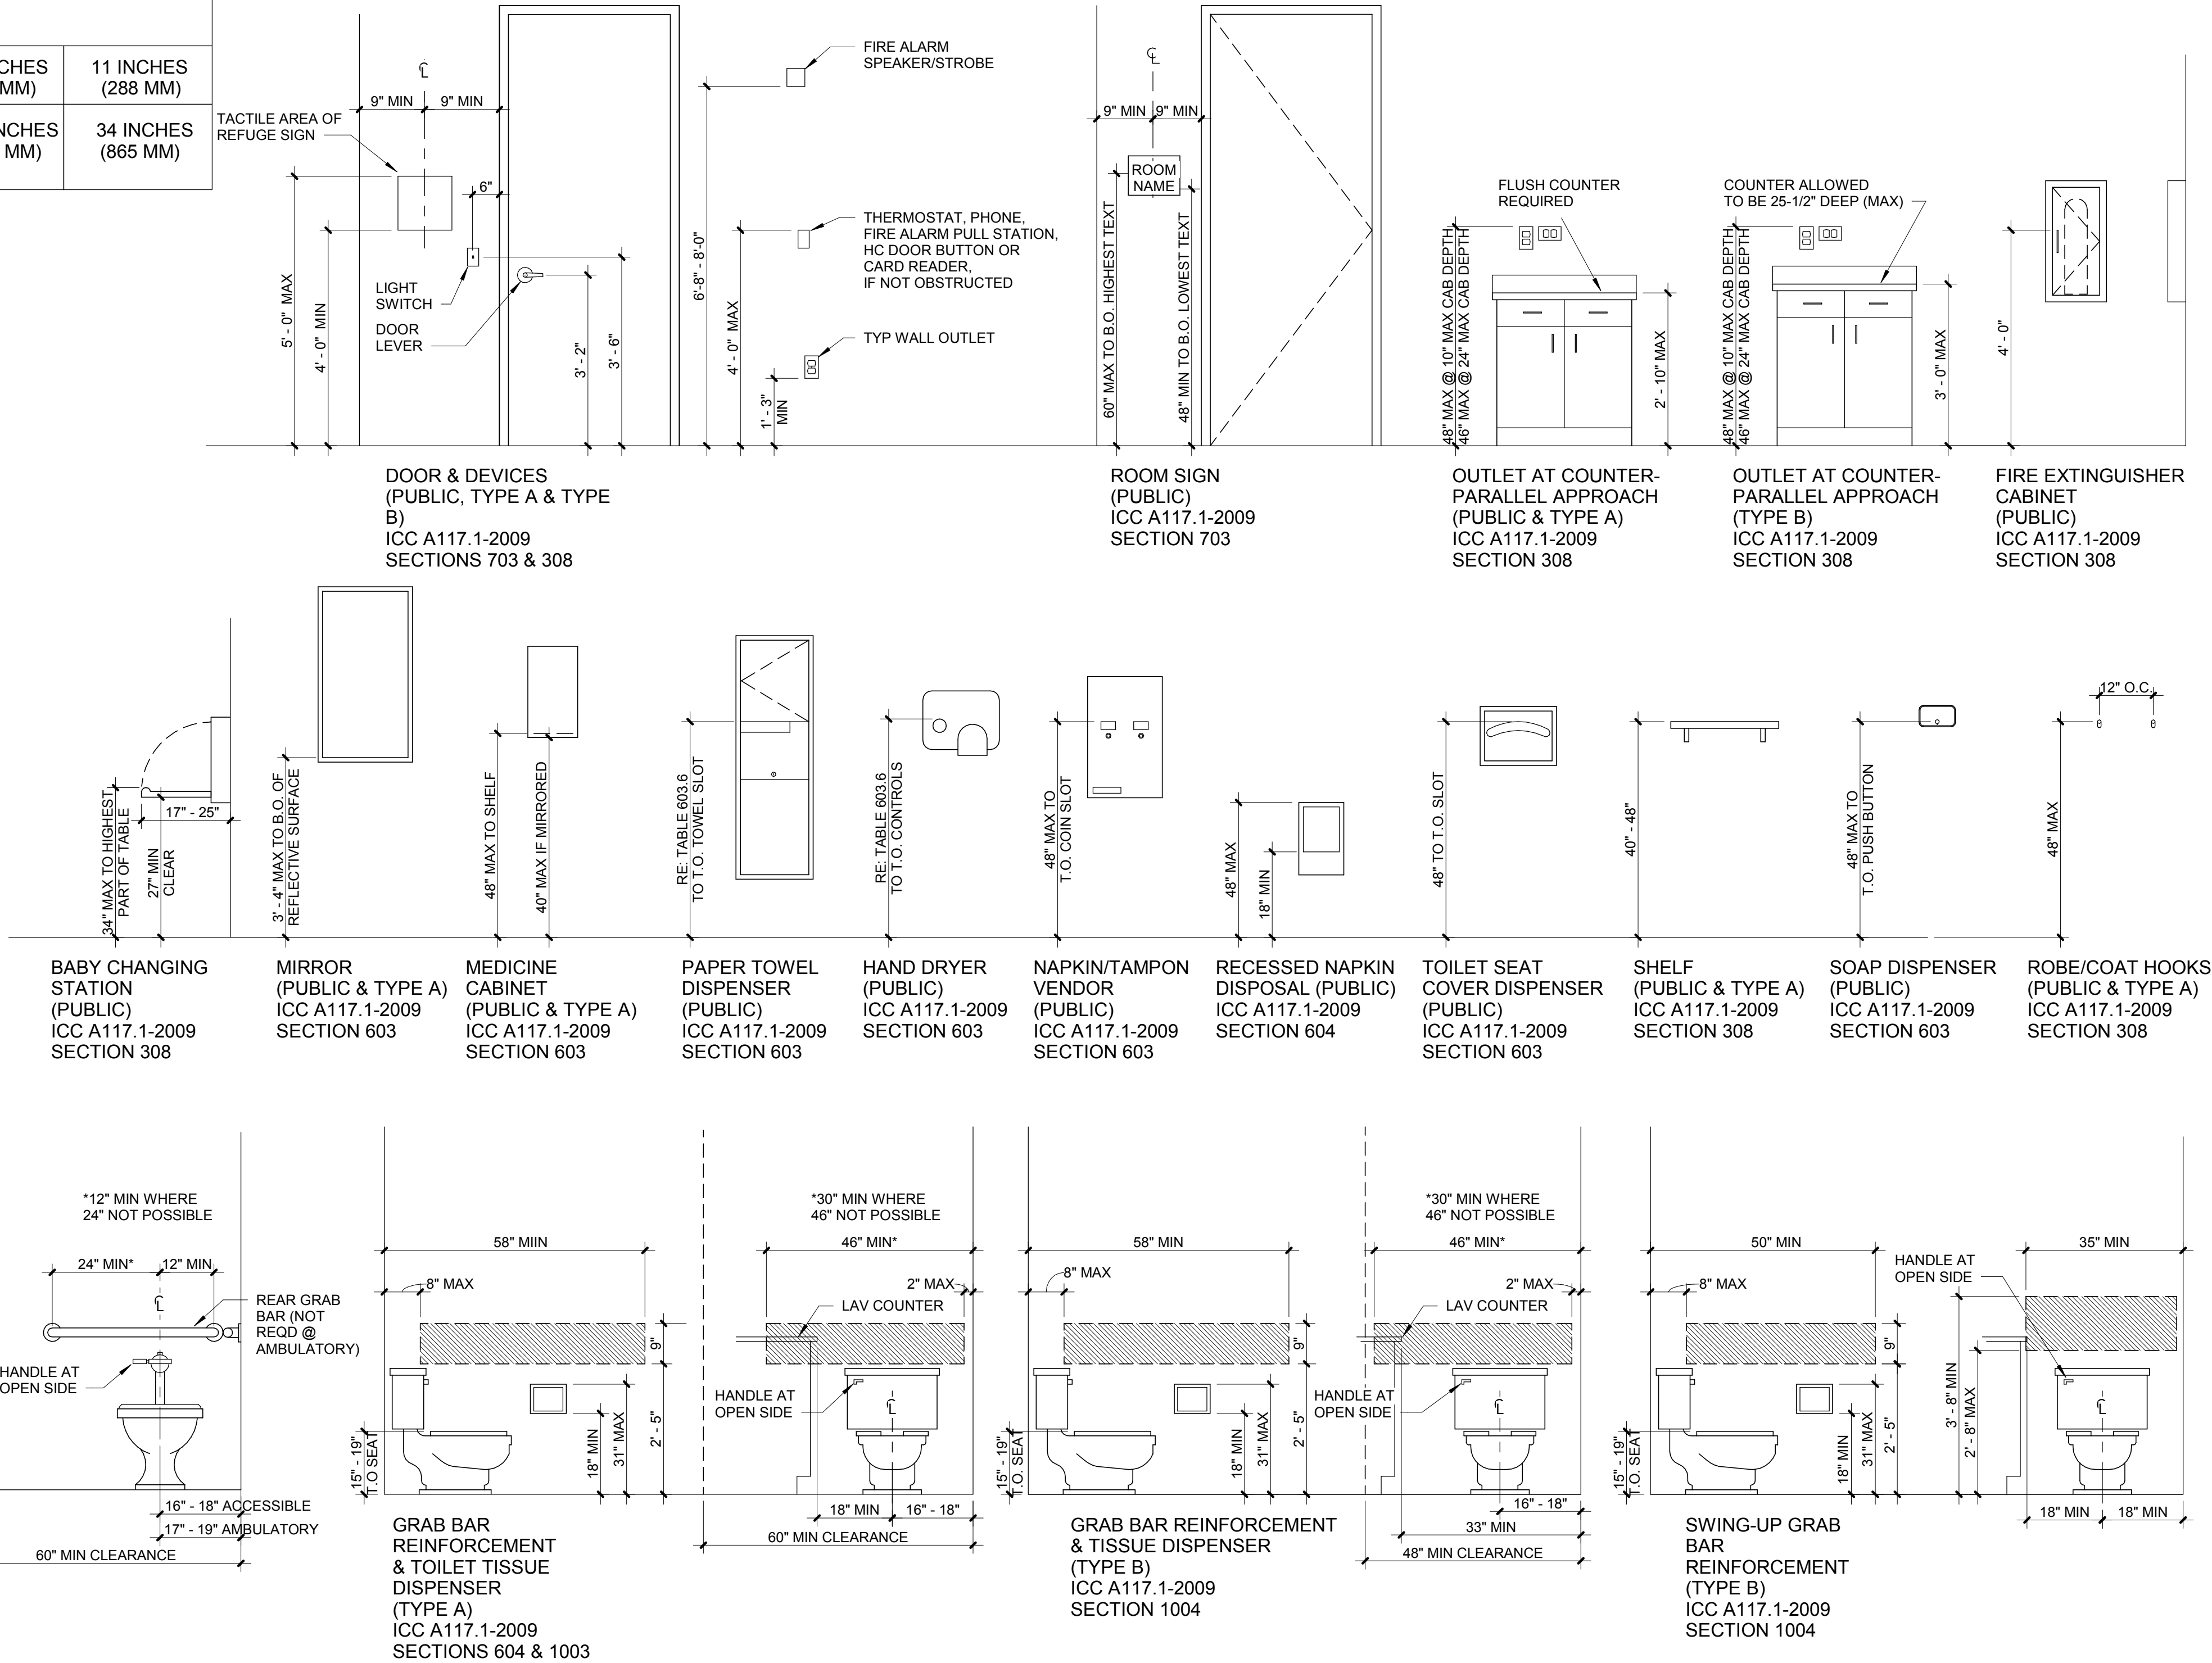 CHES
MM)
11 INCHES
(288 MM)
NCHES
MM)
34 INCHES
(865 MM)
TACTILE AREA OF
REFUGE SIGN
9" MIN
9" MIN
6"
LIGHT
SWITCH
DOOR
LEVER
5' - 0" MAX
4' - 0" MIN
3' - 2"
3' - 6"
DOOR & DEVICES
(PUBLIC, TYPE A & TYPE
B)
ICC A117.1-2009
SECTIONS 703 & 308
FIRE ALARM
SPEAKER/STROBE
THERMOSTAT, PHONE,
FIRE ALARM PULL STATION,
HC DOOR BUTTON OR
CARD READER,
IF NOT OBSTRUCTED
TYP WALL OUTLET
6'-8" - 8'-0"
4' - 0" MAX
1' - 3"
MIN
9" MIN
9" MIN
ROOM
NAME
60" MAX TO B.O. HIGHEST TEXT
48" MIN TO B.O. LOWEST TEXT
ROOM SIGN
(PUBLIC)
ICC A117.1-2009
SECTION 703
FLUSH COUNTER
REQUIRED
48" MAX @ 10" MAX CAB DEPTH
46" MAX @ 24" MAX CAB DEPTH
2' - 10" MAX
OUTLET AT COUNTER-
PARALLEL APPROACH
(PUBLIC & TYPE A)
ICC A117.1-2009
SECTION 308
COUNTER ALLOWED
TO BE 25-1/2" DEEP (MAX)
48" MAX @ 10" MAX CAB DEPTH
46" MAX @ 24" MAX CAB DEPTH
3' - 0" MAX
OUTLET AT COUNTER-
PARALLEL APPROACH
(TYPE B)
ICC A117.1-2009
SECTION 308
4' - 0"
FIRE EXTINGUISHER
CABINET
(PUBLIC)
ICC A117.1-2009
SECTION 308
34" MAX TO HIGHEST
PART OF TABLE
27" MIN
CLEAR
17" - 25"
BABY CHANGING
STATION
(PUBLIC)
ICC A117.1-2009
SECTION 308
3' - 4" MAX TO B.O. OF
REFLECTIVE SURFACE
MIRROR
(PUBLIC & TYPE A)
ICC A117.1-2009
SECTION 603
48" MAX TO SHELF
40" MAX IF MIRRORED
MEDICINE
CABINET
(PUBLIC & TYPE A)
ICC A117.1-2009
SECTION 603
RE: TABLE 603.6
TO T.O. TOWEL SLOT
PAPER TOWEL
DISPENSER
(PUBLIC)
ICC A117.1-2009
SECTION 603
RE: TABLE 603.6
TO T.O. CONTROLS
HAND DRYER
(PUBLIC)
ICC A117.1-2009
SECTION 603
48" MAX TO
T.O. COIN SLOT
NAPKIN/TAMPON
VENDOR
(PUBLIC)
ICC A117.1-2009
SECTION 603
48" MAX
18" MIN
RECESSED NAPKIN
DISPOSAL (PUBLIC)
ICC A117.1-2009
SECTION 604
48" TO T.O. SLOT
TOILET SEAT
COVER DISPENSER
(PUBLIC)
ICC A117.1-2009
SECTION 603
40" - 48"
SHELF
(PUBLIC & TYPE A)
ICC A117.1-2009
SECTION 308
48" MAX TO
T.O. PUSH BUTTON
SOAP DISPENSER
(PUBLIC)
ICC A117.1-2009
SECTION 603
12" O.C.
48" MAX
ROBE/COAT HOOKS
(PUBLIC & TYPE A)
ICC A117.1-2009
SECTION 308
*12" MIN WHERE
24" NOT POSSIBLE
24" MIN*
12" MIN
REAR GRAB
BAR (NOT
REQD @
AMBULATORY)
HANDLE AT
OPEN SIDE
16" - 18" ACCESSIBLE
17" - 19" AMBULATORY
60" MIN CLEARANCE
58" MIIN
8" MAX
9"
15" - 19"
T.O SEAT
18" MIN
31" MAX
2' - 5"
*30" MIN WHERE
46" NOT POSSIBLE
46" MIN*
2" MAX
LAV COUNTER
HANDLE AT
OPEN SIDE
18" MIN
16" - 18"
60" MIN CLEARANCE
GRAB BAR
REINFORCEMENT
& TOILET TISSUE
DISPENSER
(TYPE A)
ICC A117.1-2009
SECTIONS 604 & 1003
58" MIN
8" MAX
9"
15" - 19"
T.O. SEAT
18" MIN
31" MAX
2' - 5"
*30" MIN WHERE
46" NOT POSSIBLE
46" MIN*
2" MAX
LAV COUNTER
HANDLE AT
OPEN SIDE
16" - 18"
33" MIN
48" MIN CLEARANCE
GRAB BAR REINFORCEMENT
& TISSUE DISPENSER
(TYPE B)
ICC A117.1-2009
SECTION 1004
50" MIN
8" MAX
9"
15" - 19"
T.O. SEAT
18" MIN
31" MAX
2' - 5"
35" MIN
HANDLE AT
OPEN SIDE
3' - 8" MIN
2' - 8" MAX
18" MIN
18" MIN
SWING-UP GRAB
BAR
REINFORCEMENT
(TYPE B)
ICC A117.1-2009
SECTION 1004